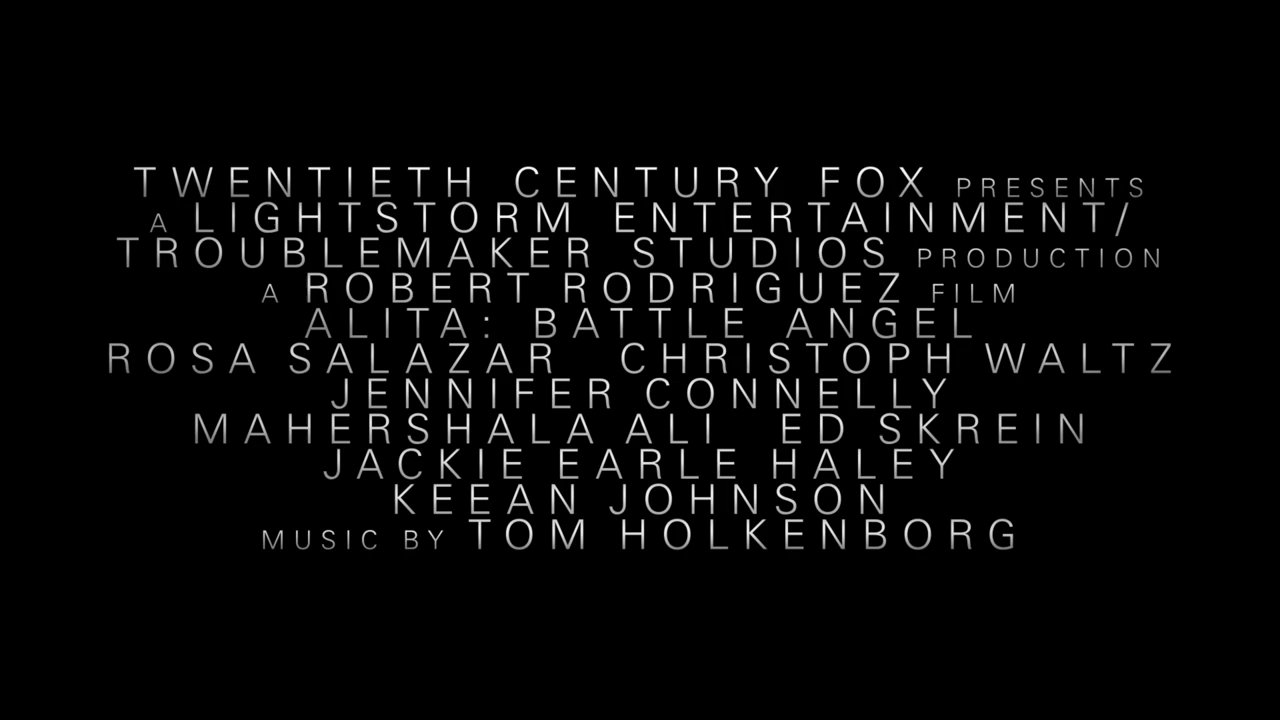 TWENTIETH CENTURY FOX PRESENTS
A LIGHTSTORM ENTERTAINMENT/
TROUBLEMAKER STUDIOS PRODUCTION
A ROBERT RODRIGUEZ FILM
ALITA: BATTLE ANGEL
ROSA SALAZAR CHRISTOPH WALTZ
JENNIFER CONNELLY
MAHERSHALA ALI ED SKREIN
JACKIE EARLE HALEY
KEEAN JOHNSON
MUSIC BY TOM HOLKENBORG